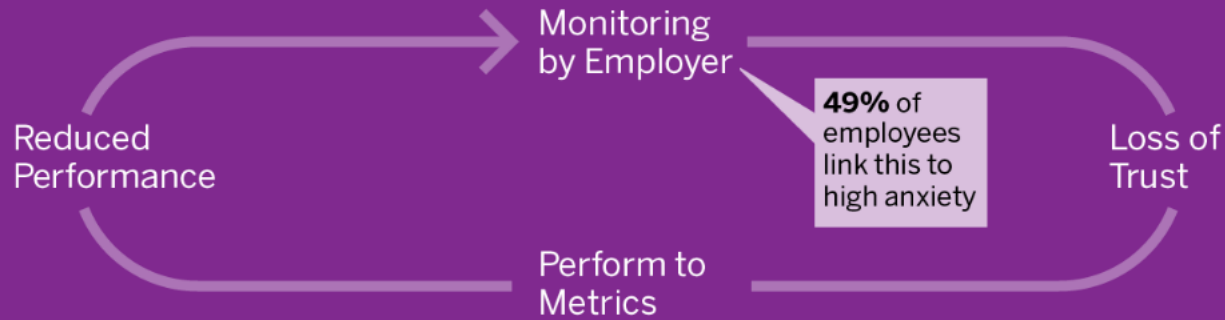 Monitoring
by Employer
49% of
employees
link this to
high anxiety
Reduced
Performance
Loss of
Trust
Perform to
Metrics